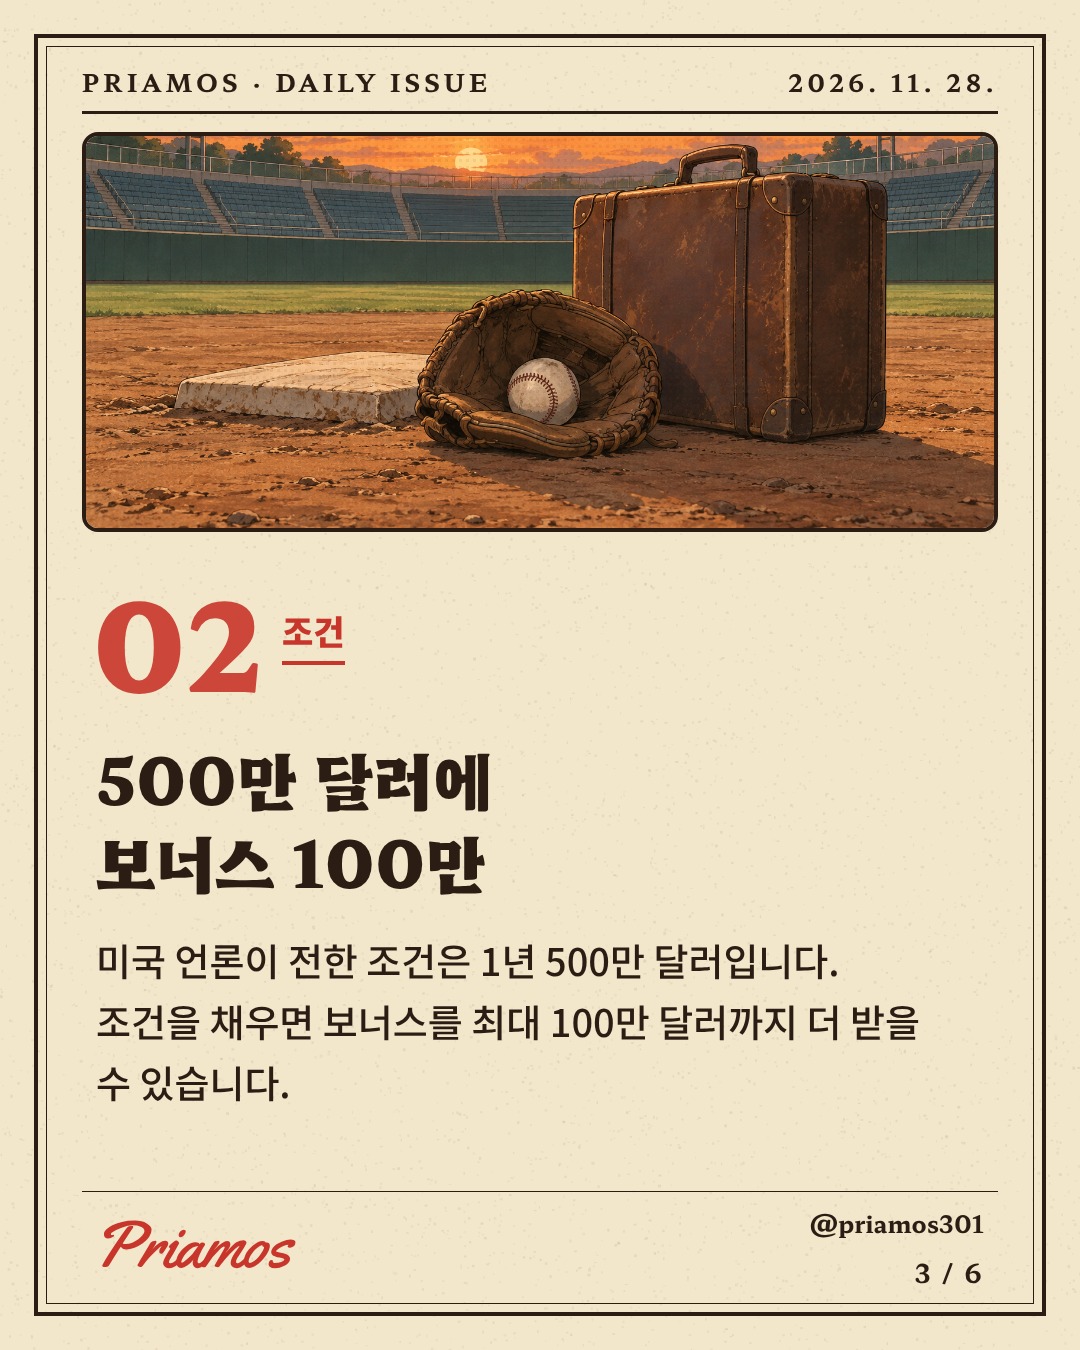 PRIAMOS · DAILY ISSUE
2026. 11. 28.
02 조건
500만 달러에
보너스 100만
미국 언론이 전한 조건은 1년 500만 달러입니다.
조건을 채우면 보너스를 최대 100만 달러까지 더 받을
수 있습니다.
Priamos
@priamos301
3 / 6